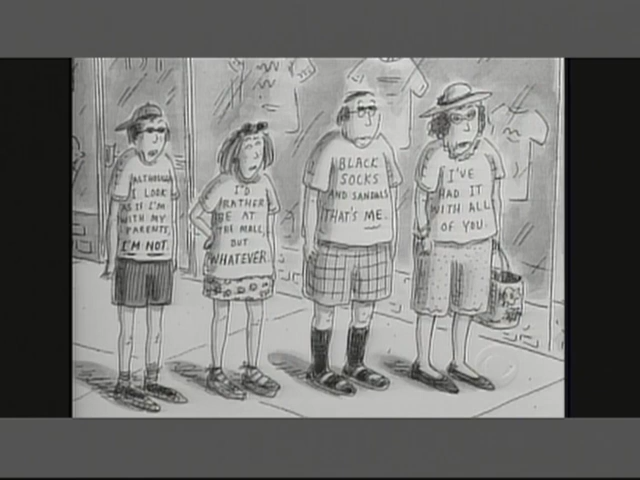 ALTHOUGH
I LOOK
AS IF I'M
WITH MY
PARENTS,
I'M NOT.
I'D
RATHER
BE AT
THE MALL,
BUT
WHATEVER.
BLACK
SOCKS
AND SANDALS.
THAT'S ME.
I'VE
HAD IT
WITH ALL
OF YOU.